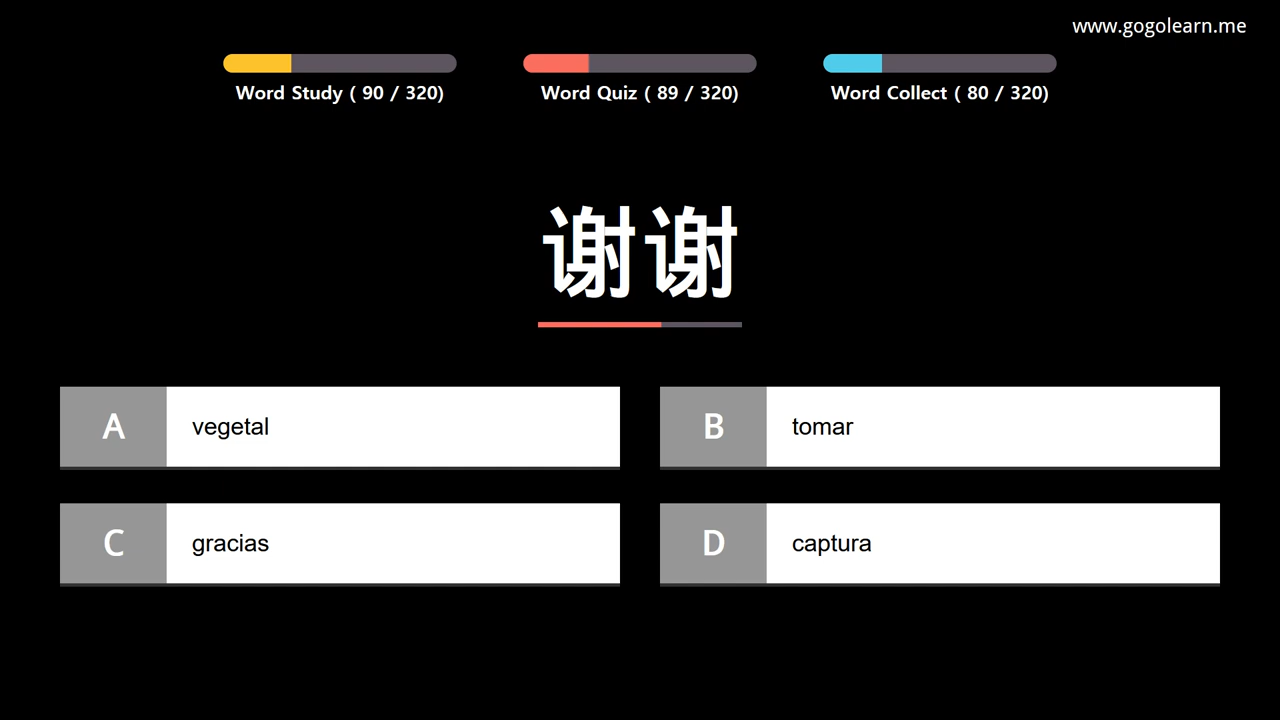 www.gogolearn.me
Word Study ( 90 / 320)
Word Quiz ( 89 / 320)
Word Collect ( 80 / 320)
谢谢
A vegetal
B tomar
C gracias
D captura